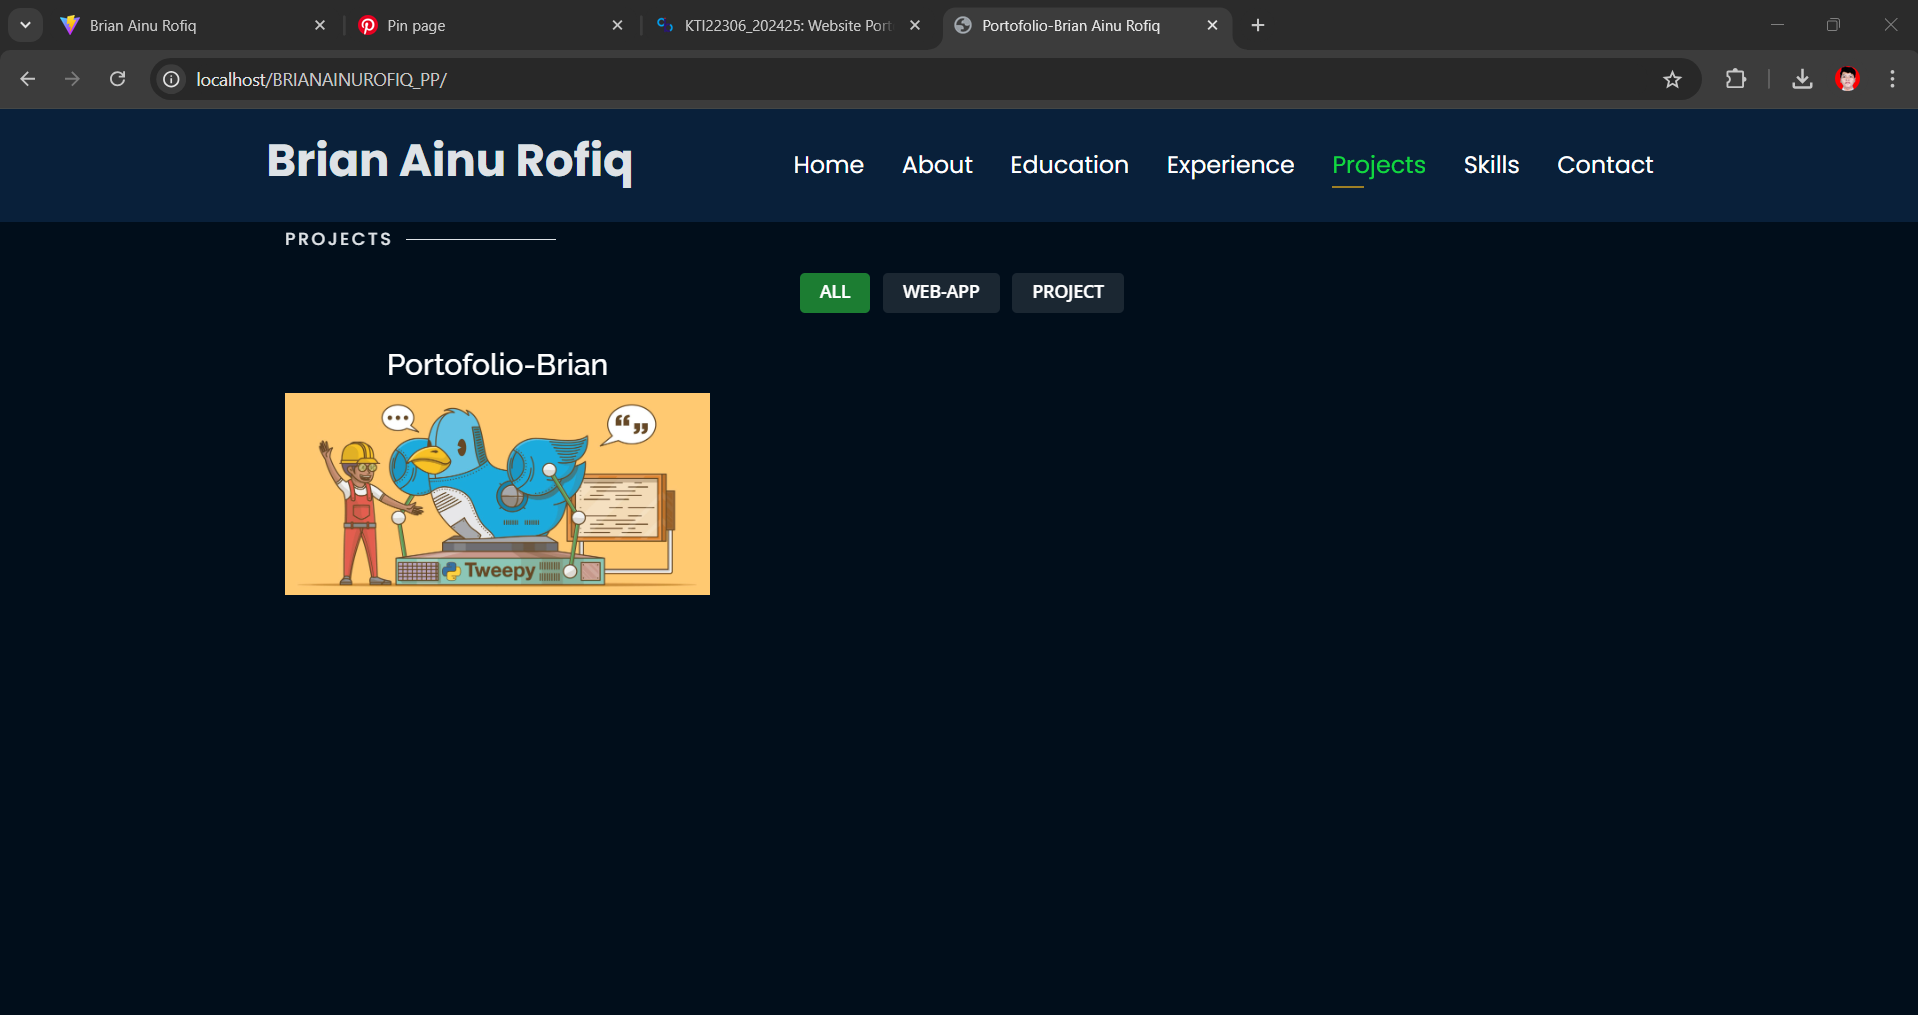 Brian Ainu Rofiq
Pin page
KTI22306_202425: Website Port
Portofolio-Brian Ainu Rofiq
localhost/BRIANAINUROFIQ_PP/
Brian Ainu Rofiq
Home
About
Education
Experience
Projects
Skills
Contact
PROJECTS
ALL
WEB-APP
PROJECT
Portofolio-Brian
Tweepy